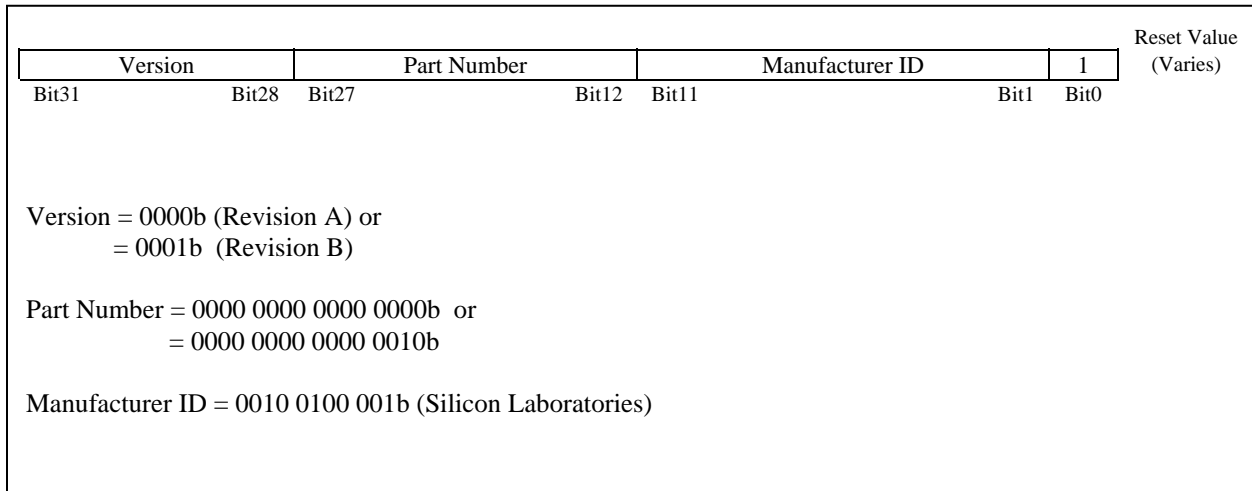 Reset Value
Version Part Number Manufacturer ID 1 (Varies)
Bit31 Bit28 Bit27 Bit12 Bit11 Bit1 Bit0
Version = 0000b (Revision A) or
= 0001b (Revision B)
Part Number = 0000 0000 0000 0000b or
= 0000 0000 0000 0010b
Manufacturer ID = 0010 0100 001b (Silicon Laboratories)